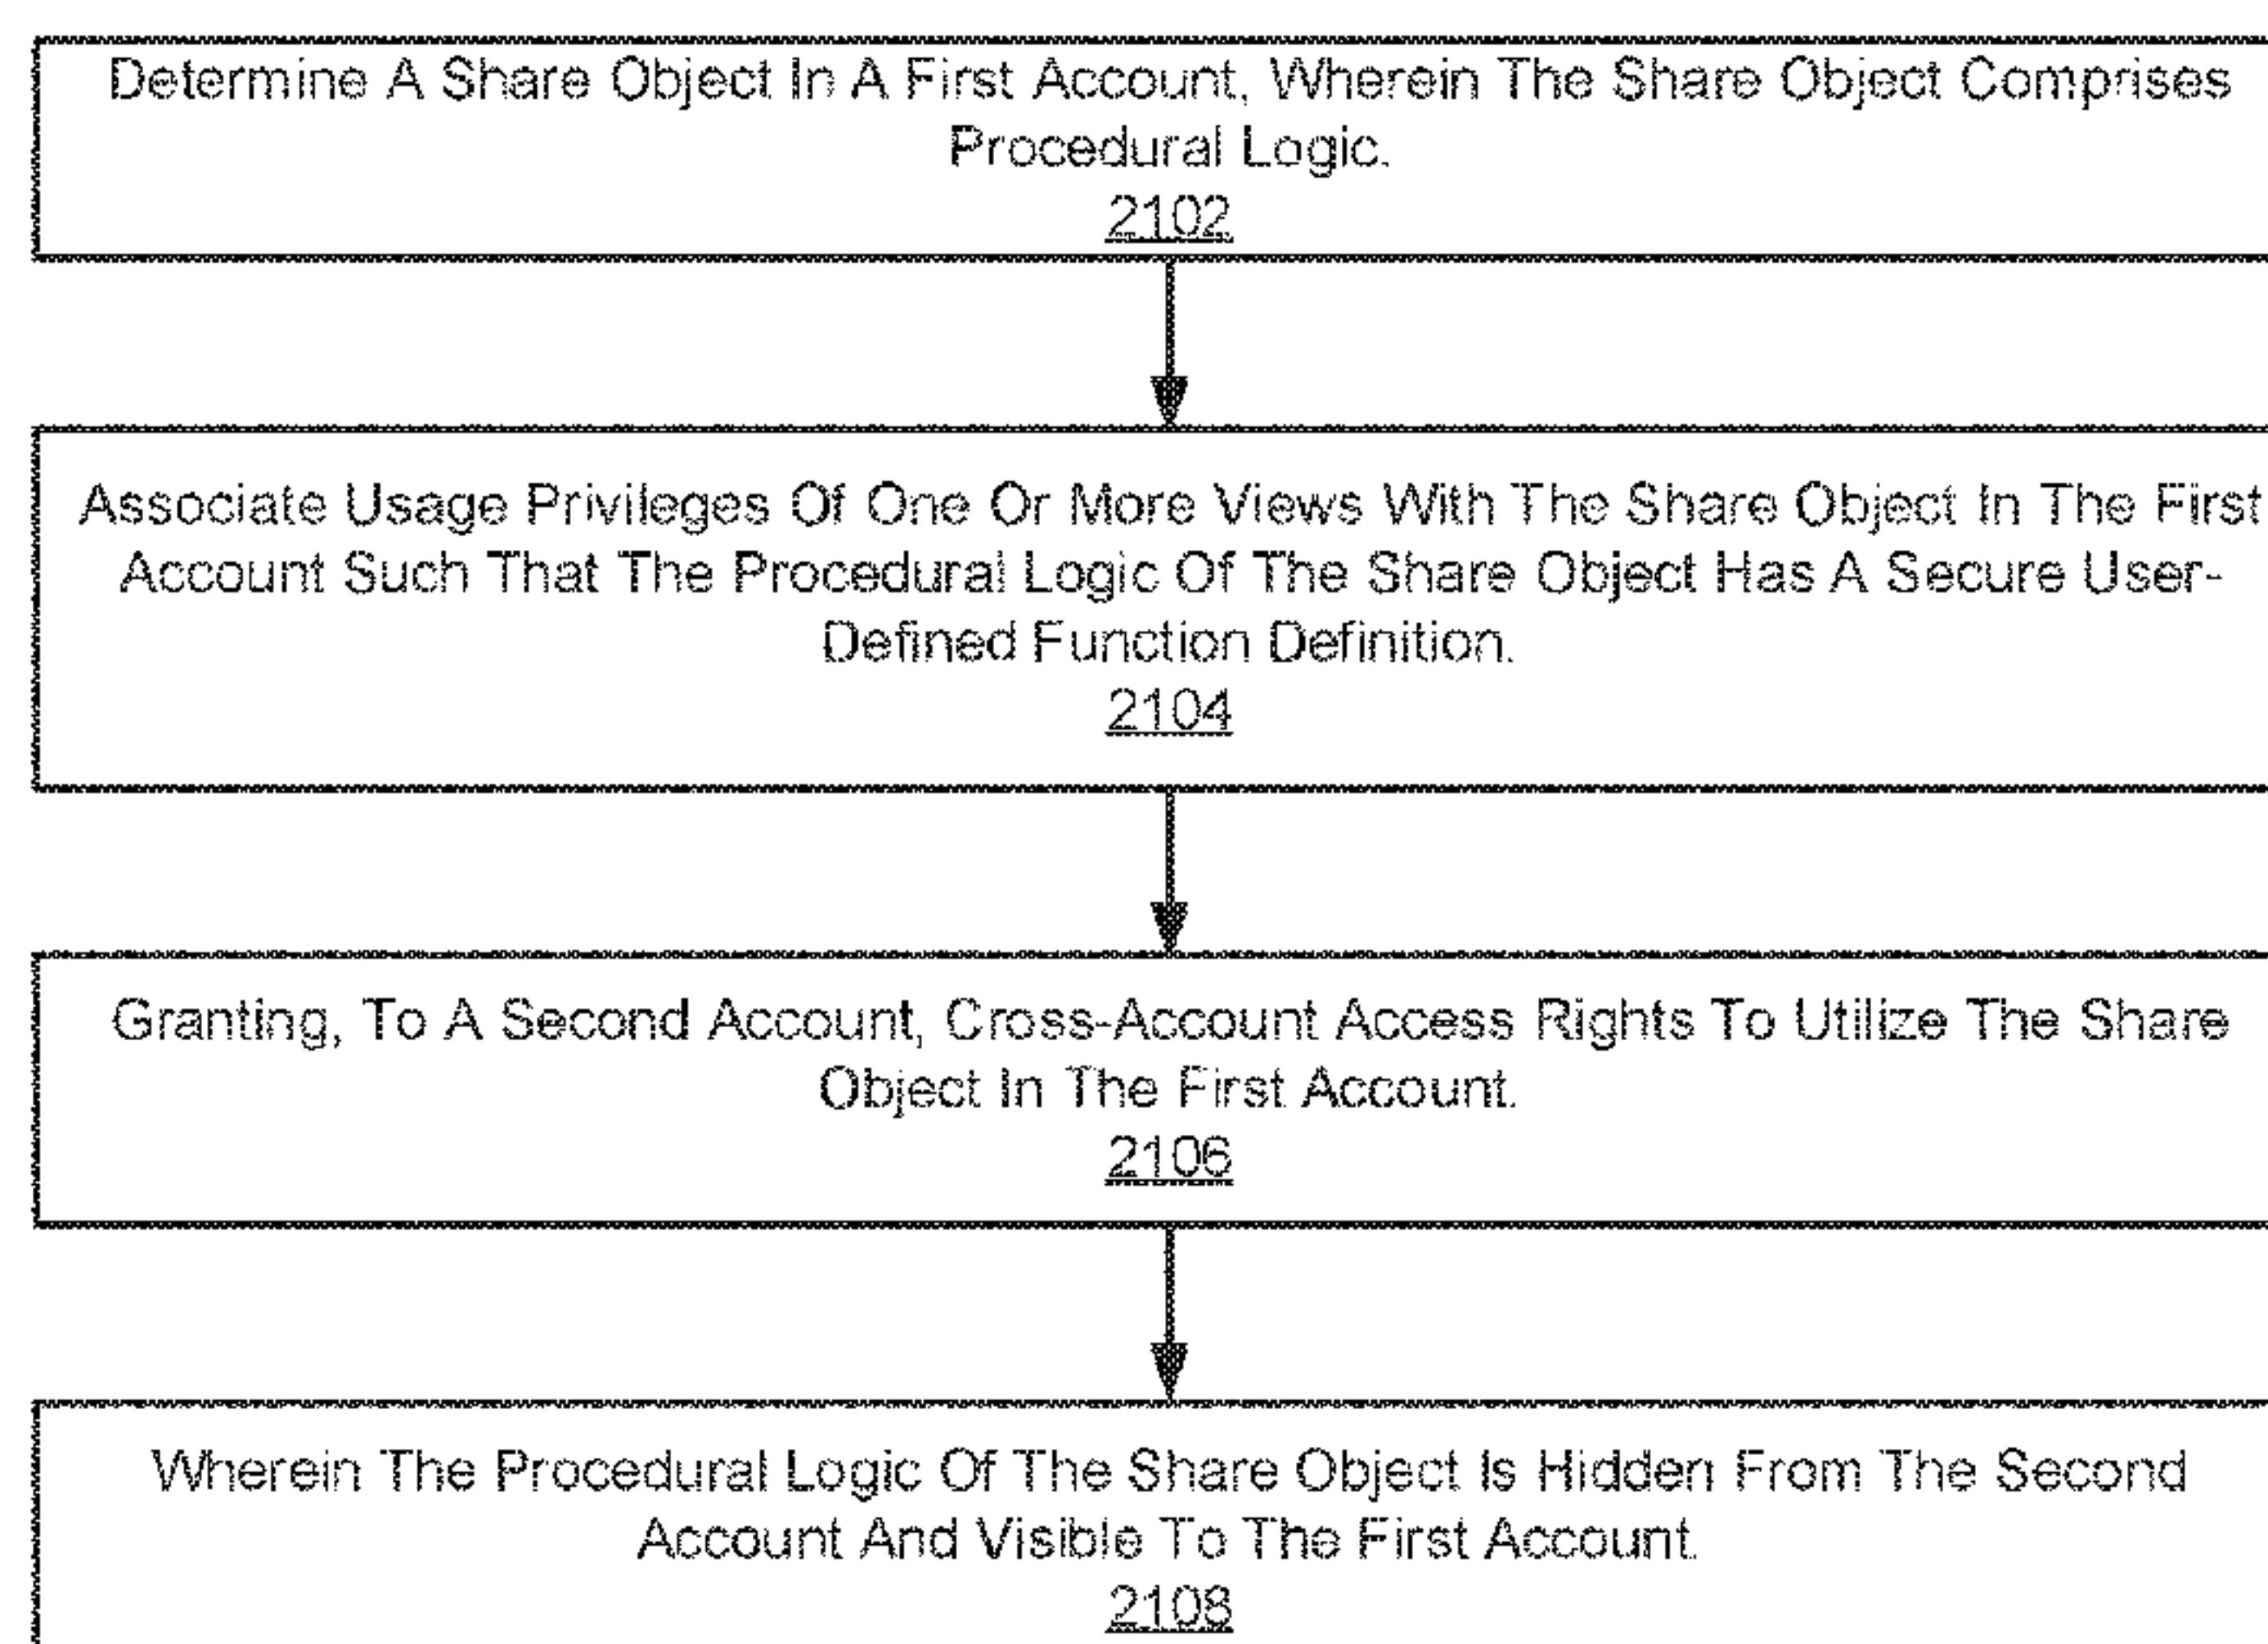 Determine A Share Object In A First Account, Wherein The Share Object Comprises
Procedural Logic.
2102
Associate Usage Privileges Of One Or More Views With The Share Object In The First
Account Such That The Procedural Logic Of The Share Object Has A Secure User-
Defined Function Definition.
2104
Granting, To A Second Account, Cross-Account Access Rights To Utilize The Share
Object In The First Account.
2106
Wherein The Procedural Logic Of The Share Object Is Hidden From The Second
Account And Visible To The First Account.
2108